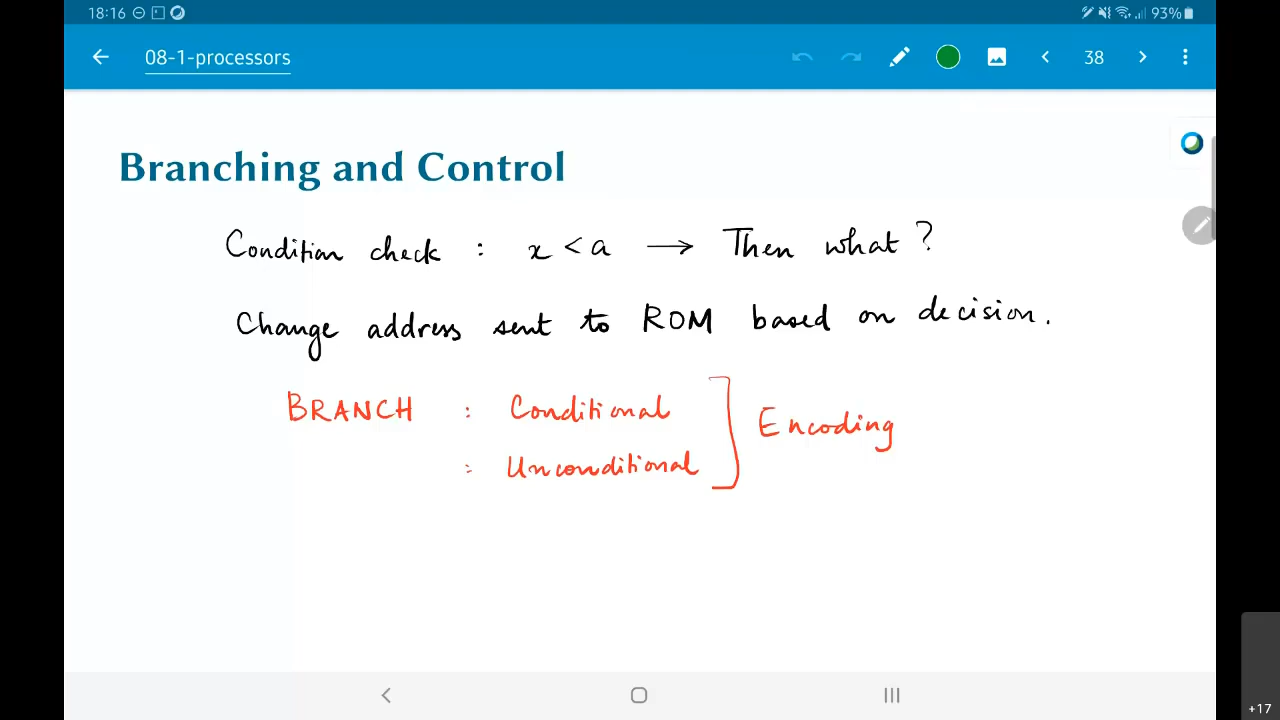 18:16
93%
08-1-processors
38
Branching and Control
Condition check : x < a → Then what ?
Change address sent to ROM based on decision.
BRANCH : Conditional
: Unconditional
Encoding
+17